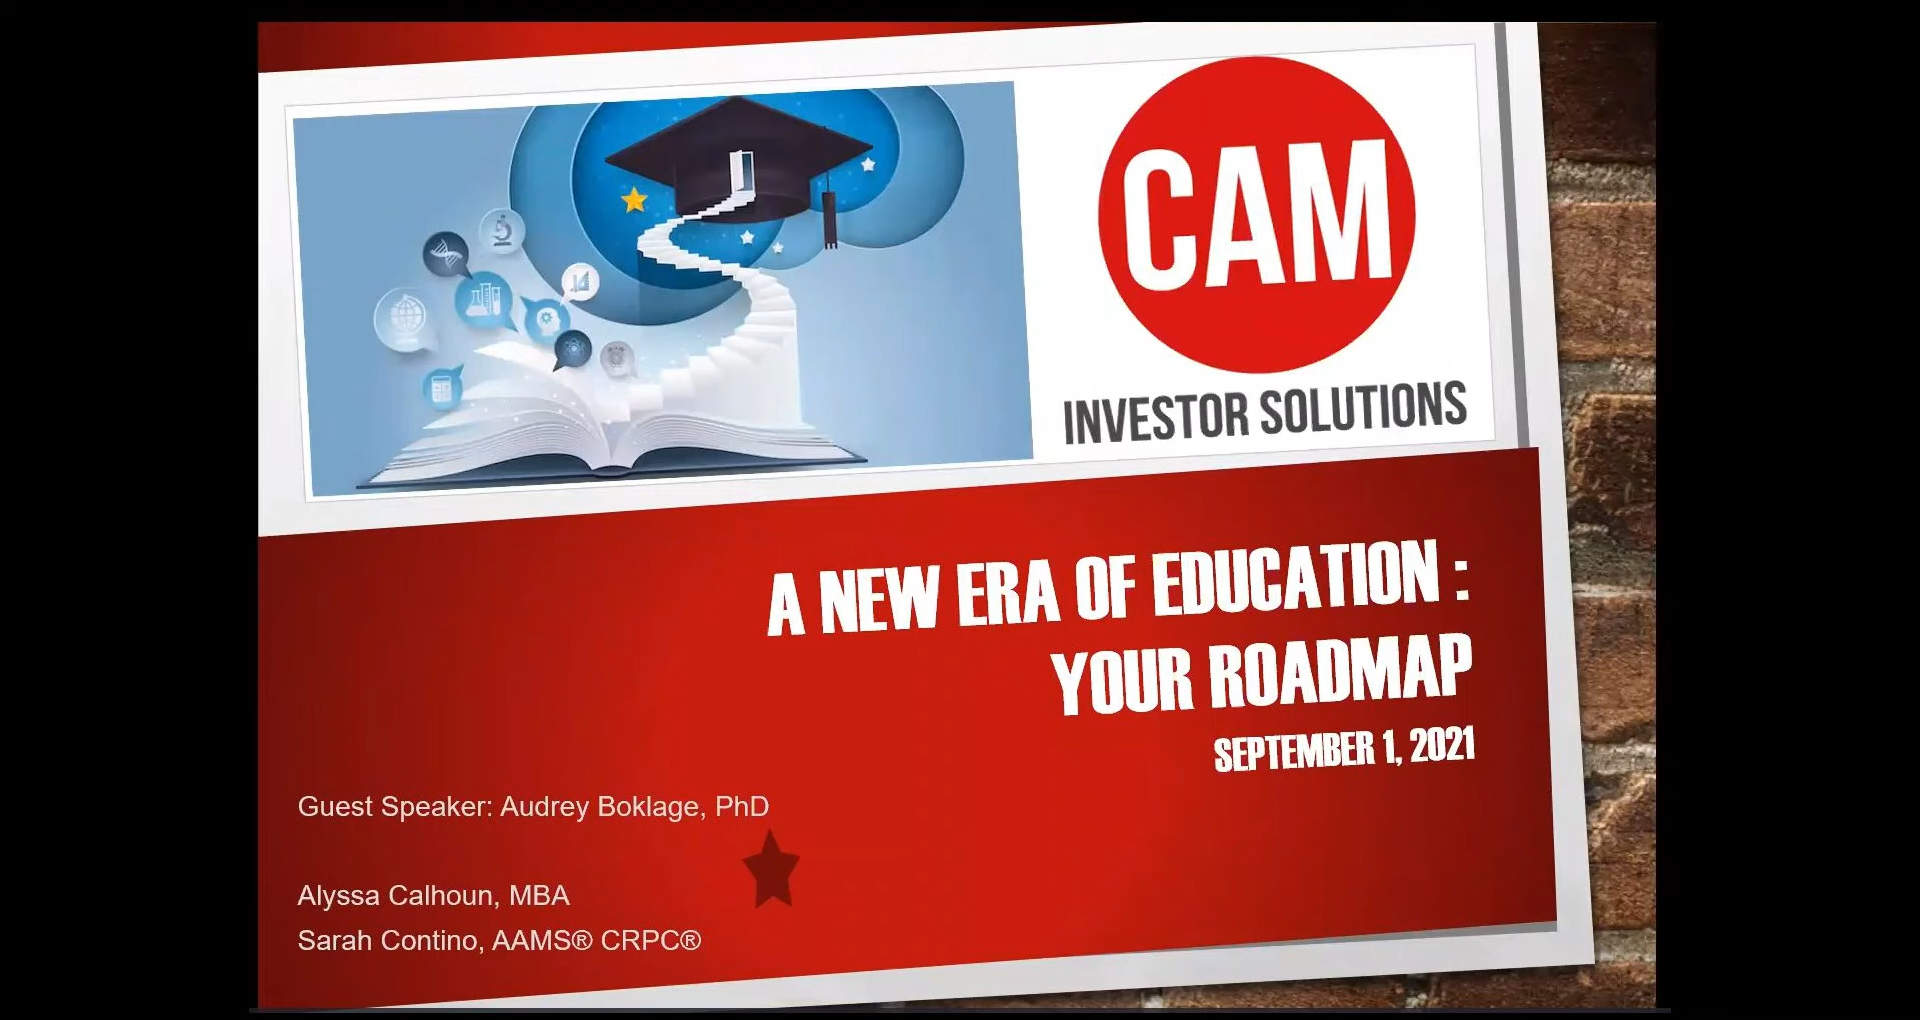 CAM
INVESTOR SOLUTIONS
A NEW ERA OF EDUCATION :
YOUR ROADMAP
SEPTEMBER 1, 2021
Guest Speaker: Audrey Boklage, PhD
Alyssa Calhoun, MBA
Sarah Contino, AAMS® CRPC®